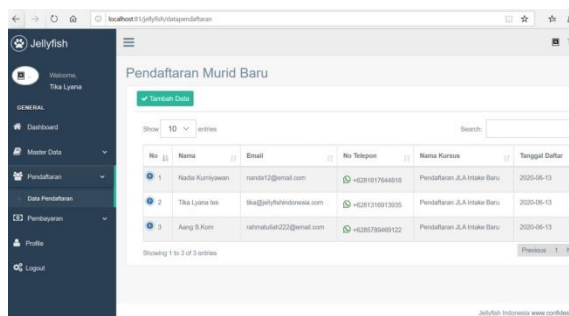 localhost:81/jellyfish/datapendaftaran
Jellyfish
Welcome,
Tika Lyana
GENERAL
Dashboard
Master Data
Pendaftaran
Data Pendaftaran
Pembayaran
Profile
Logout
Pendaftaran Murid Baru
Tambah Data
Show 10 entries
Search:
No Nama Email No Telepon Nama Kursus Tanggal Daftar
1 Nadia Kurniyawan nanda12@email.com Pendaftaran JLA Intake Baru 2020-06-13
2 Tika Lyana tes tika@jellyfishindonesia.com +6281316913935 Pendaftaran JLA Intake Baru 2020-06-13
3 Aang S.Kom rahmatullah222@email.com +6285789469122 Pendaftaran JLA Intake Baru 2020-06-13
Showing 1 to 3 of 3 entries
Previous 1
Jellyfish Indonesia